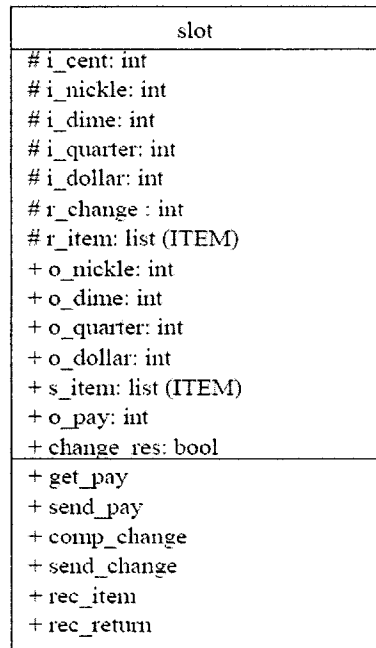 slot
# i_cent: int
# i_nickle: int
# i_dime: int
# i_quarter: int
# i_dollar: int
# r_change : int
# r_item: list (ITEM)
+ o_nickle: int
+ o_dime: int
+ o_quarter: int
+ o_dollar: int
+ s_item: list (ITEM)
+ o_pay: int
+ change_res: bool
+ get_pay
+ send_pay
+ comp_change
+ send_change
+ rec_item
+ rec_return